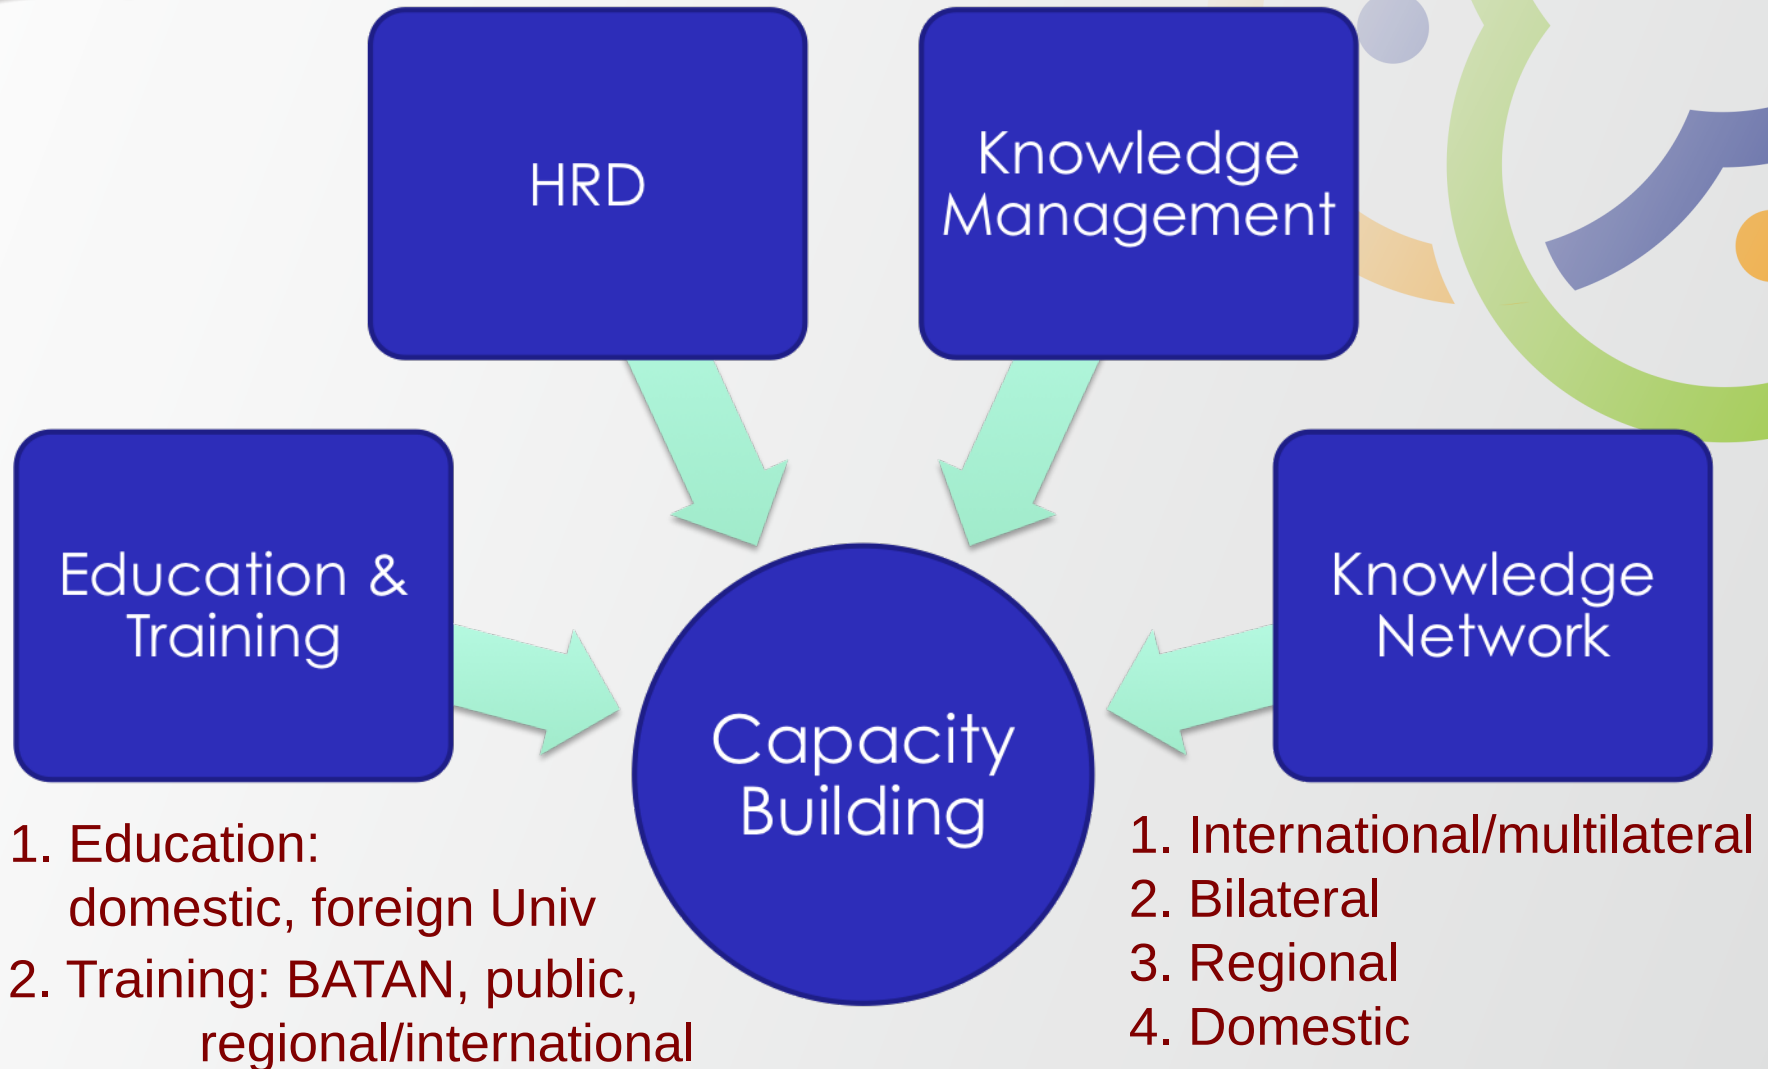 HRD
Knowledge
Management
Education &
Training
Knowledge
Network
Capacity
Building
1. Education:
domestic, foreign Univ
2. Training: BATAN, public,
regional/international
1. International/multilateral
2. Bilateral
3. Regional
4. Domestic